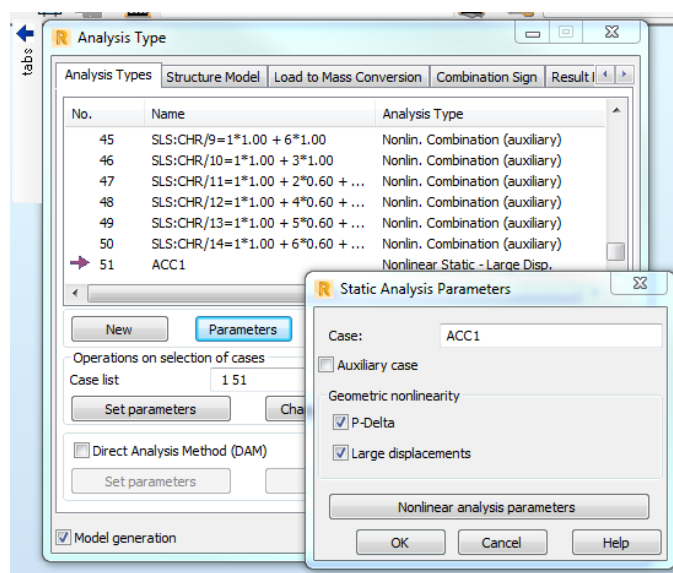 tabs
Analysis Type
Analysis Types Structure Model Load to Mass Conversion Combination Sign Result
No. Name Analysis Type
45 SLS:CHR/9=1*1.00 + 6*1.00 Nonlin. Combination (auxiliary)
46 SLS:CHR/10=1*1.00 + 3*1.00 Nonlin. Combination (auxiliary)
47 SLS:CHR/11=1*1.00 + 2*0.60 + ... Nonlin. Combination (auxiliary)
48 SLS:CHR/12=1*1.00 + 4*0.60 + ... Nonlin. Combination (auxiliary)
49 SLS:CHR/13=1*1.00 + 5*0.60 + ... Nonlin. Combination (auxiliary)
50 SLS:CHR/14=1*1.00 + 6*0.60 + ... Nonlin. Combination (auxiliary)
51 ACC1 Nonlinear Static - Large Disp.
New Parameters
Operations on selection of cases
Case list 1 51
Set parameters Cha
Direct Analysis Method (DAM)
Set parameters
Model generation
Static Analysis Parameters
Case: ACC1
Auxiliary case
Geometric nonlinearity
P-Delta
Large displacements
Nonlinear analysis parameters
OK Cancel Help